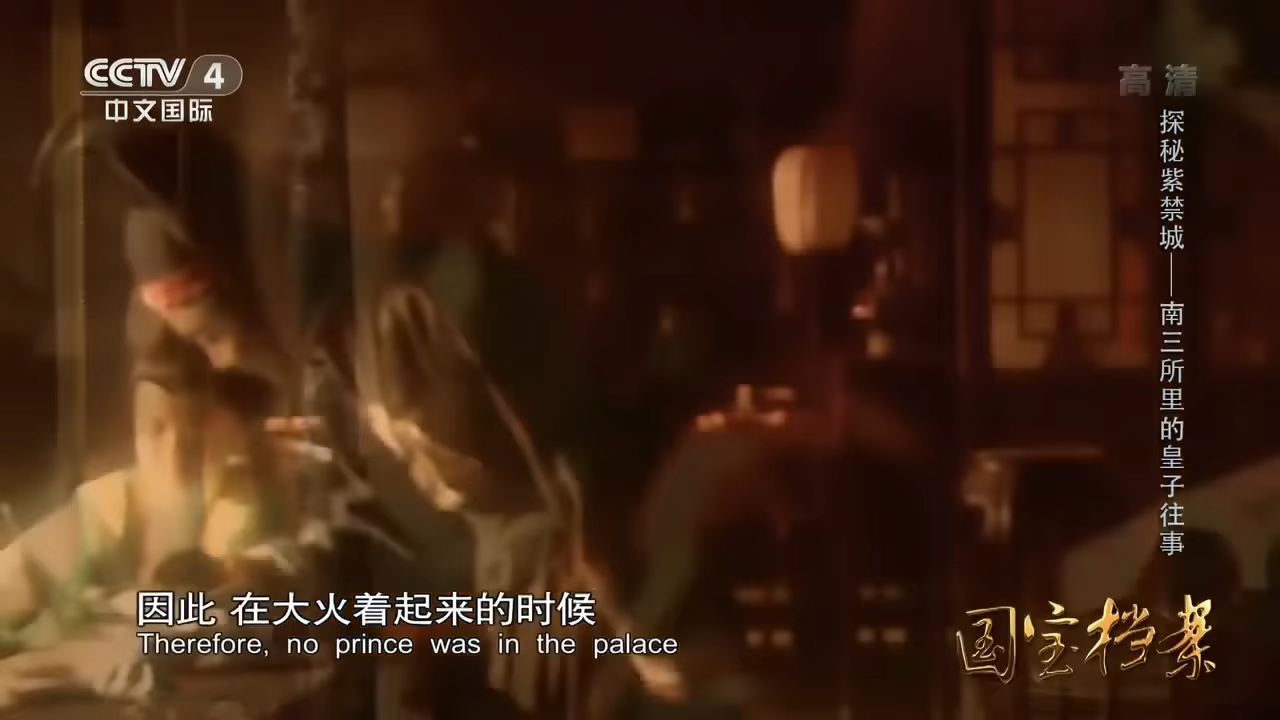 CCTV 4
中文国际
高清
探秘紫禁城——南三所里的皇子往事
因此 在大火着起来的时候
Therefore, no prince was in the palace
国宝档案